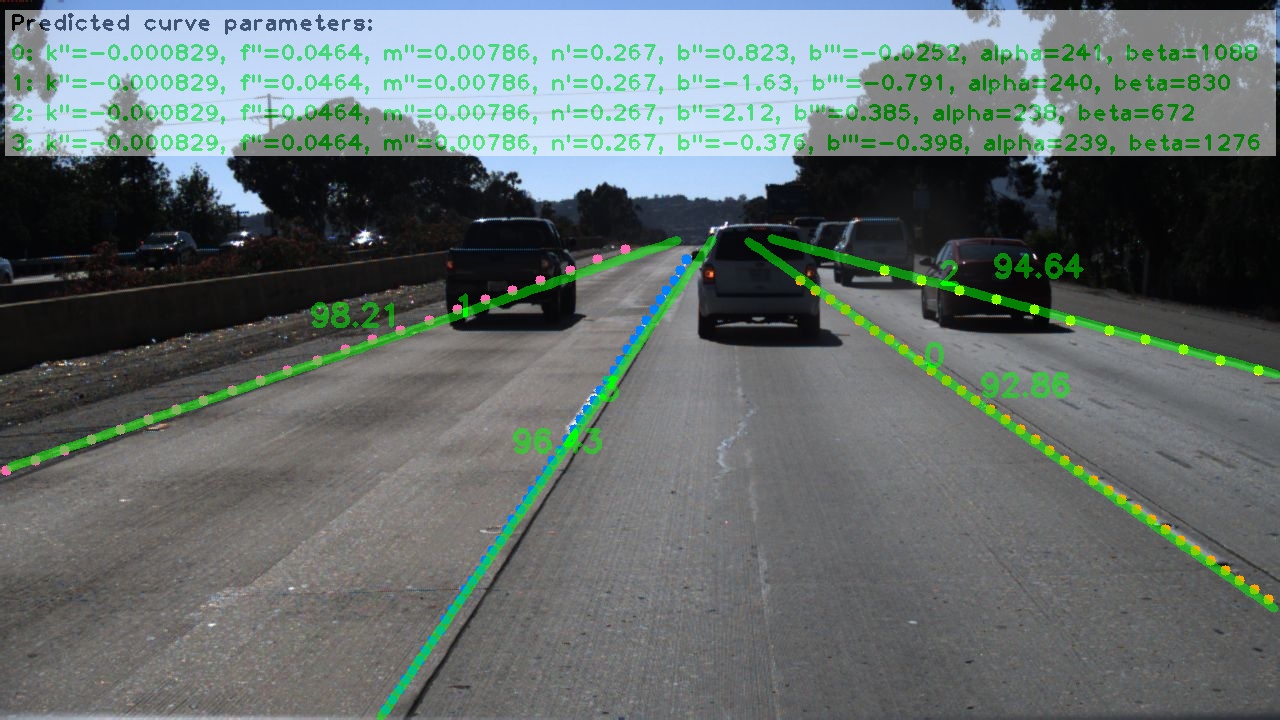 Predicted curve parameters:
0: k''=-0.000829, f''=0.0464, m''=0.00786, n'=0.267, b''=0.823, b'''=-0.0252, alpha=241, beta=1088
1: k''=-0.000829, f''=0.0464, m''=0.00786, n'=0.267, b''=-1.63, b'''=-0.791, alpha=240, beta=830
2: k''=-0.000829, f''=0.0464, m''=0.00786, n'=0.267, b''=2.12, b'''=0.385, alpha=238, beta=672
3: k''=-0.000829, f''=0.0464, m''=0.00786, n'=0.267, b''=-0.376, b'''=-0.398, alpha=239, beta=1276
2 94.64
98.21 1
0
92.86
3
96.43